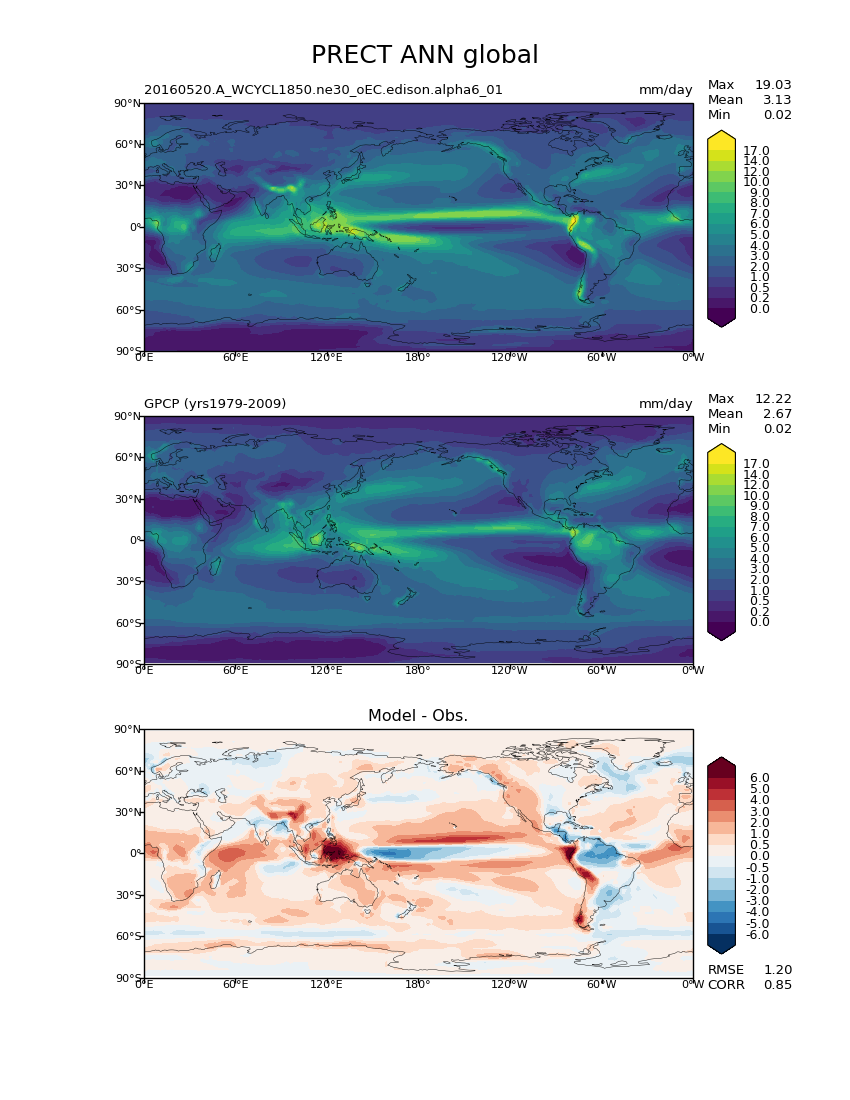 PRECT ANN global
20160520.A_WCYCL1850.ne30_oEC.edison.alpha6_01 mm/day
Max 19.03
Mean 3.13
Min 0.02
90°N
60°N
30°N
0°
30°S
60°S
90°S
0°E 60°E 120°E 180° 120°W 60°W 0°W
17.0
14.0
12.0
10.0
9.0
8.0
7.0
6.0
5.0
4.0
3.0
2.0
1.0
0.5
0.2
0.0
GPCP (yrs1979-2009) mm/day
Max 12.22
Mean 2.67
Min 0.02
90°N
60°N
30°N
0°
30°S
60°S
90°S
0°E 60°E 120°E 180° 120°W 60°W 0°W
17.0
14.0
12.0
10.0
9.0
8.0
7.0
6.0
5.0
4.0
3.0
2.0
1.0
0.5
0.2
0.0
Model - Obs.
90°N
60°N
30°N
0°
30°S
60°S
90°S
0°E 60°E 120°E 180° 120°W 60°W 0°W
6.0
5.0
4.0
3.0
2.0
1.0
0.5
0.0
-0.5
-1.0
-2.0
-3.0
-4.0
-5.0
-6.0
RMSE 1.20
CORR 0.85